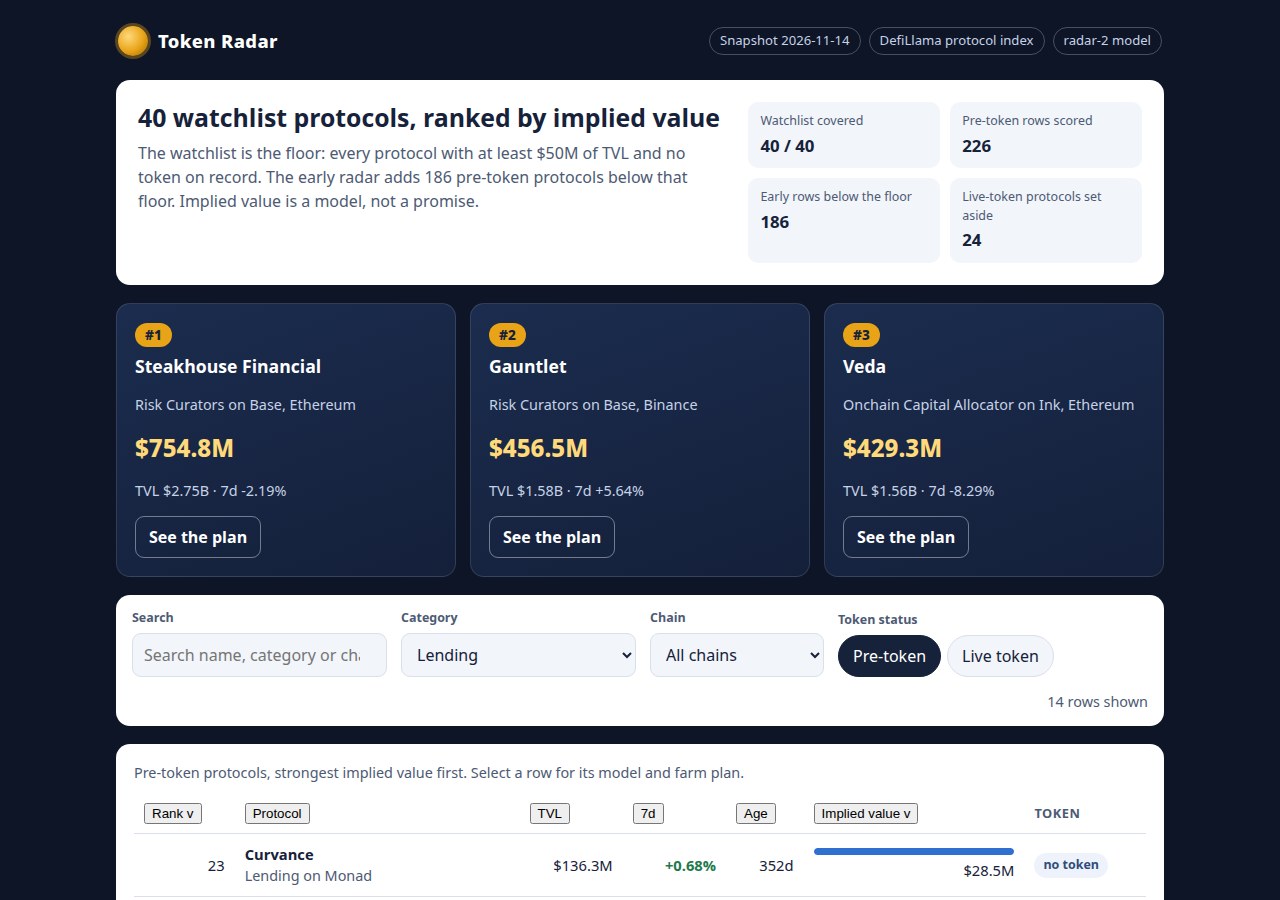 Token Radar
Snapshot 2026-11-14
DefiLlama protocol index
radar-2 model
40 watchlist protocols, ranked by implied value
The watchlist is the floor: every protocol with at least $50M of TVL and no
token on record. The early radar adds 186 pre-token protocols below that
floor. Implied value is a model, not a promise.
Watchlist covered
40 / 40
Pre-token rows scored
226
Early rows below the floor
186
Live-token protocols set
aside
24
#1
Steakhouse Financial
Risk Curators on Base, Ethereum
$754.8M
TVL $2.75B · 7d -2.19%
See the plan
#2
Gauntlet
Risk Curators on Base, Binance
$456.5M
TVL $1.58B · 7d +5.64%
See the plan
#3
Veda
Onchain Capital Allocator on Ink, Ethereum
$429.3M
TVL $1.56B · 7d -8.29%
See the plan
Search
Search name, category or cha
Category
Lending
Chain
All chains
Token status
Pre-token
Live token
14 rows shown
Pre-token protocols, strongest implied value first. Select a row for its model and farm plan.
Rank v
Protocol
TVL
7d
Age
Implied value v
TOKEN
23
Curvance
Lending on Monad
$136.3M
+0.68%
352d
$28.5M
no token